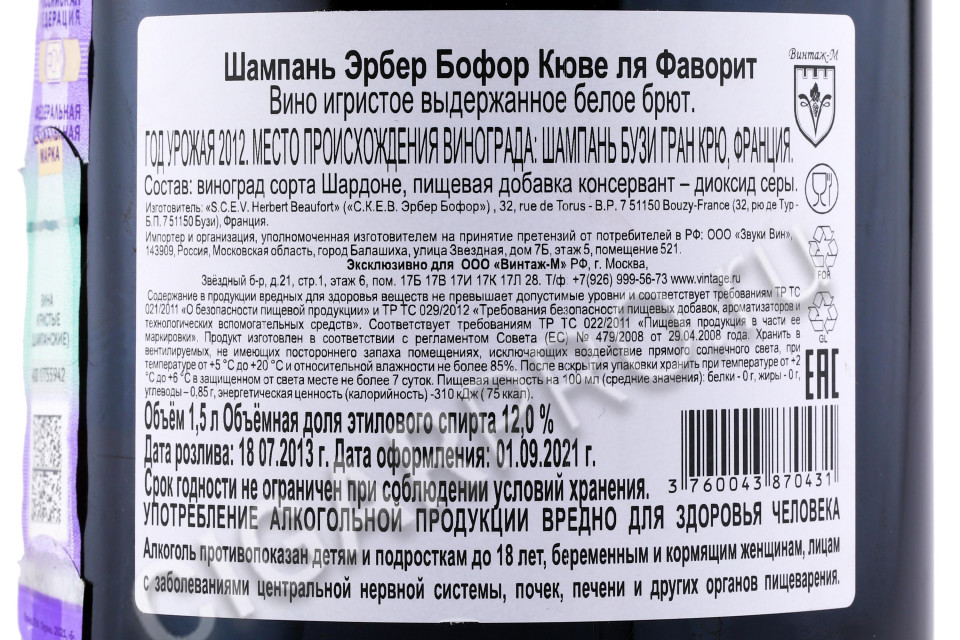 Шампань Эрбер Бофор Кюве ля Фаворит
Вино игристое выдержанное белое брют.
Винтаж-М
ГОД УРОЖАЯ 2012. МЕСТО ПРОИСХОЖДЕНИЯ ВИНОГРАДА: ШАМПАНЬ БУЗИ ГРАН КРЮ, ФРАНЦИЯ.
Состав: виноград сорта Шардоне, пищевая добавка консервант – диоксид серы.
Изготовитель: «S.C.E.V. Herbert Beaufort» («С.К.Е.В. Эрбер Бофор») , 32, rue de Torus - B.P. 7 51150 Bouzy-France (32, рю де Тур -
Б.П. 7 51150 Бузи), Франция.
Импортер и организация, уполномоченная изготовителем на принятие претензий от потребителей в РФ: ООО «Звуки Вин»,
143909, Россия, Московская область, город Балашиха, улица Звездная, дом 7Б, этаж 5, помещение 521.
Эксклюзивно для ООО «Винтаж-М» РФ, г. Москва,
Звёздный б-р, д.21, стр.1, этаж 6, пом. 17Б 17В 17И 17К 17Л 28. Т/ф. +7(926) 999-56-73 www.vintage.ru
Содержание в продукции вредных для здоровья веществ не превышает допустимые уровни и соответствует требованиям ТР ТС
021/2011 «О безопасности пищевой продукции» и ТР ТС 029/2012 «Требования безопасности пищевых добавок, ароматизаторов и
технологических вспомогательных средств». Соответствует требованиям ТР ТС 022/2011 «Пищевая продукция в части ее
маркировки». Продукт изготовлен в соответствии с регламентом Совета (ЕС) № 479/2008 от 29.04.2008 года. Хранить в
вентилируемых, не имеющих постороннего запаха помещениях, исключающих воздействие прямого солнечного света, при
температуре от +5 °С до +20 °С и относительной влажности не более 85%. После вскрытия упаковки хранить при температуре от +2
°С до +6 °С в защищенном от света месте не более 7 суток. Пищевая ценность на 100 мл (средние значения): белки - 0 г, жиры - 0 г,
углеводы – 0,85 г, энергетическая ценность (калорийность) -310 кДж ( 75 ккал).
FOR
GL
EAC
Объём 1,5 л Объёмная доля этилового спирта 12,0 %
Дата розлива: 18 07.2013 г. Дата оформления: 01.09.2021 г.
Срок годности не ограничен при соблюдении условий хранения.
3 760043 870431
УПОТРЕБЛЕНИЕ АЛКОГОЛЬНОЙ ПРОДУКЦИИ ВРЕДНО ДЛЯ ЗДОРОВЬЯ ЧЕЛОВЕКА
Алкоголь противопоказан детям и подросткам до 18 лет, беременным и кормящим женщинам, лицам
с заболеваниями центральной нервной системы, почек, печени и других органов пищеварения.
МАРКА
ВИНА
CIGARPRO.ru